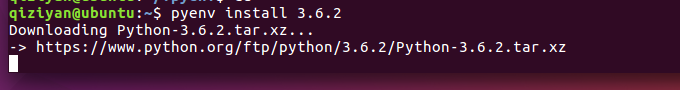 qiziyan@ubuntu:~$ pyenv install 3.6.2
Downloading Python-3.6.2.tar.xz...
-> https://www.python.org/ftp/python/3.6.2/Python-3.6.2.tar.xz